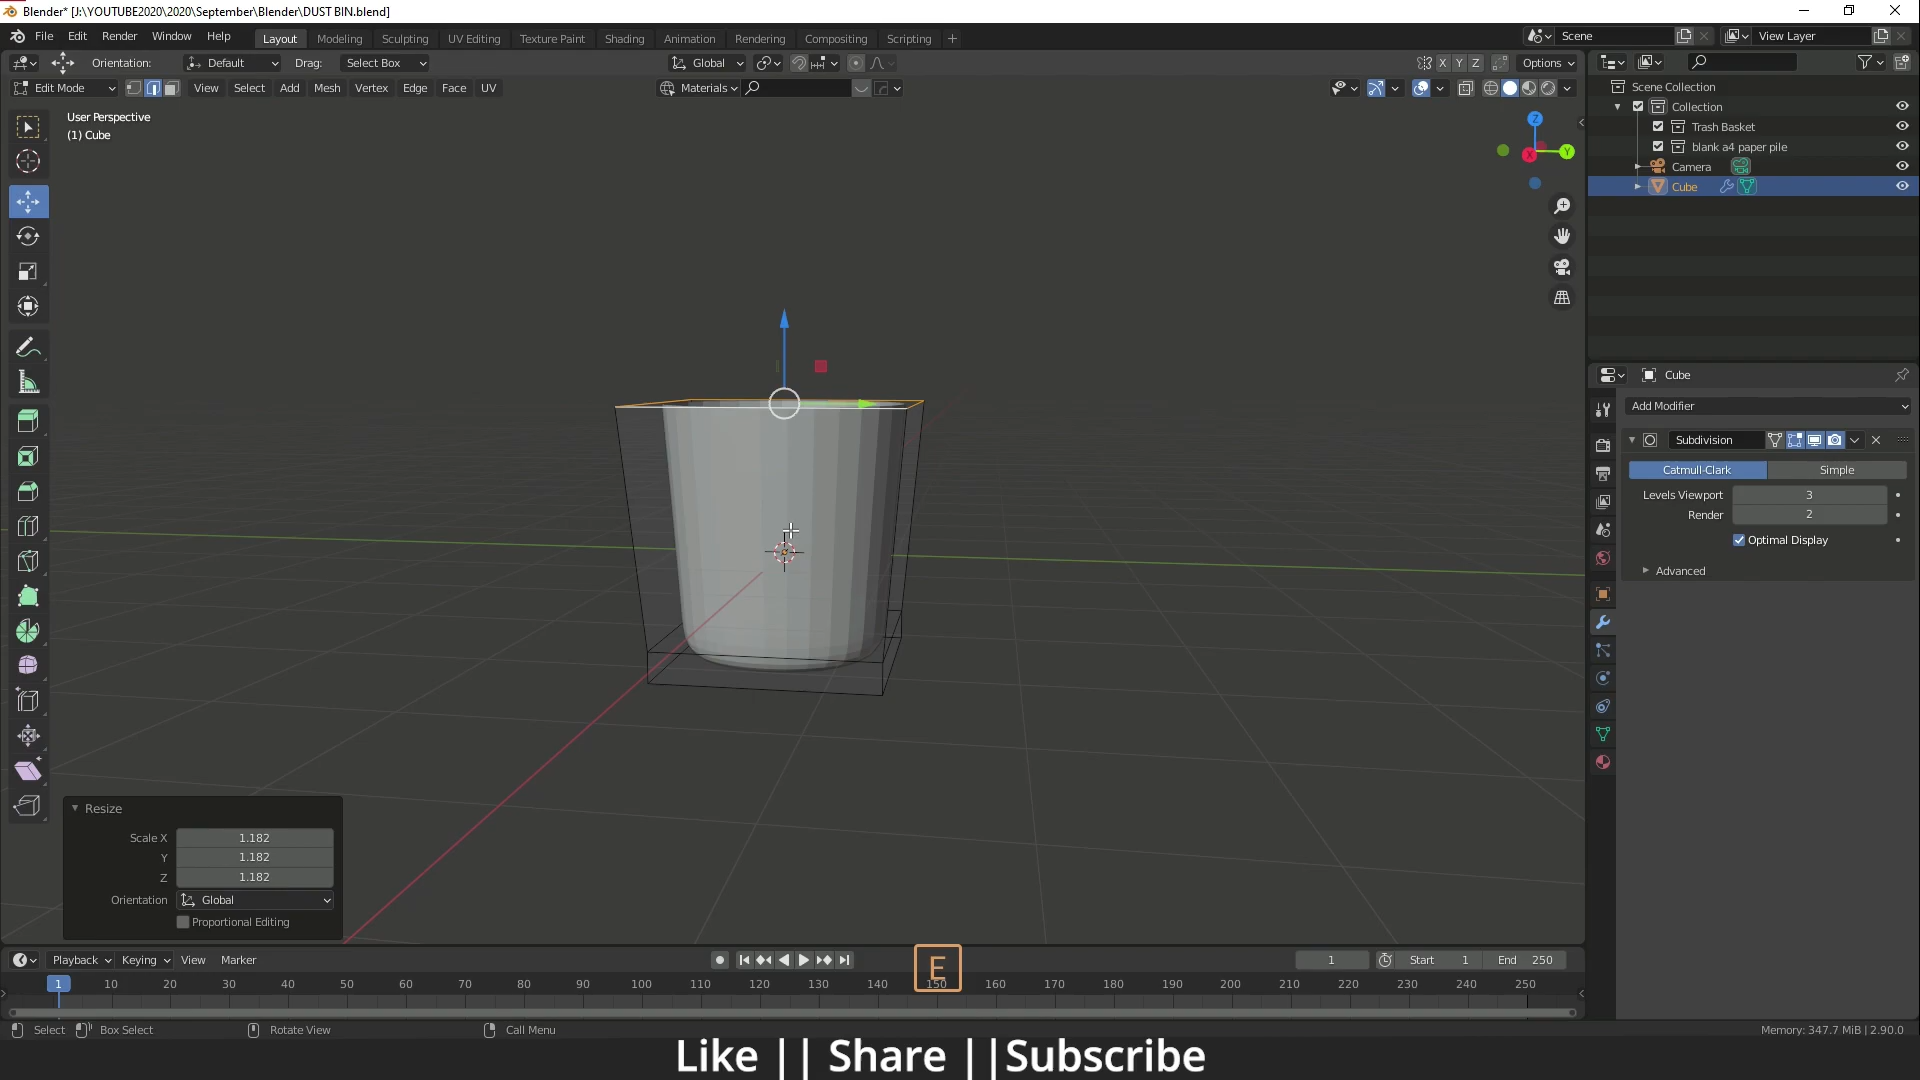 Blender* [J:\YOUTUBE2020\2020\September\Blender\DUST BIN.blend]
File Edit Render Window Help Layout Modeling Sculpting UV Editing Texture Paint Shading Animation Rendering Compositing Scripting + Scene View Layer
Orientation: Default Drag: Select Box Global X Y Z Options
Edit Mode View Select Add Mesh Vertex Edge Face UV Materials
User Perspective
(1) Cube
Z
X
Y
Scene Collection
Collection
Trash Basket
blank a4 paper pile
Camera
Cube
Cube
Add Modifier
Subdivision
Catmull-Clark Simple
Levels Viewport 3
Render 2
Optimal Display
Advanced
Resize
Scale X 1.182
Y 1.182
Z 1.182
Orientation Global
Proportional Editing
Playback Keying View Marker E 1 Start 1 End 250
1 10 20 30 40 50 60 70 80 90 100 110 120 130 140 150 160 170 180 190 200 210 220 230 240 250
Select Box Select Rotate View Call Menu Memory: 347.7 MiB | 2.90.0
Like || Share ||Subscribe